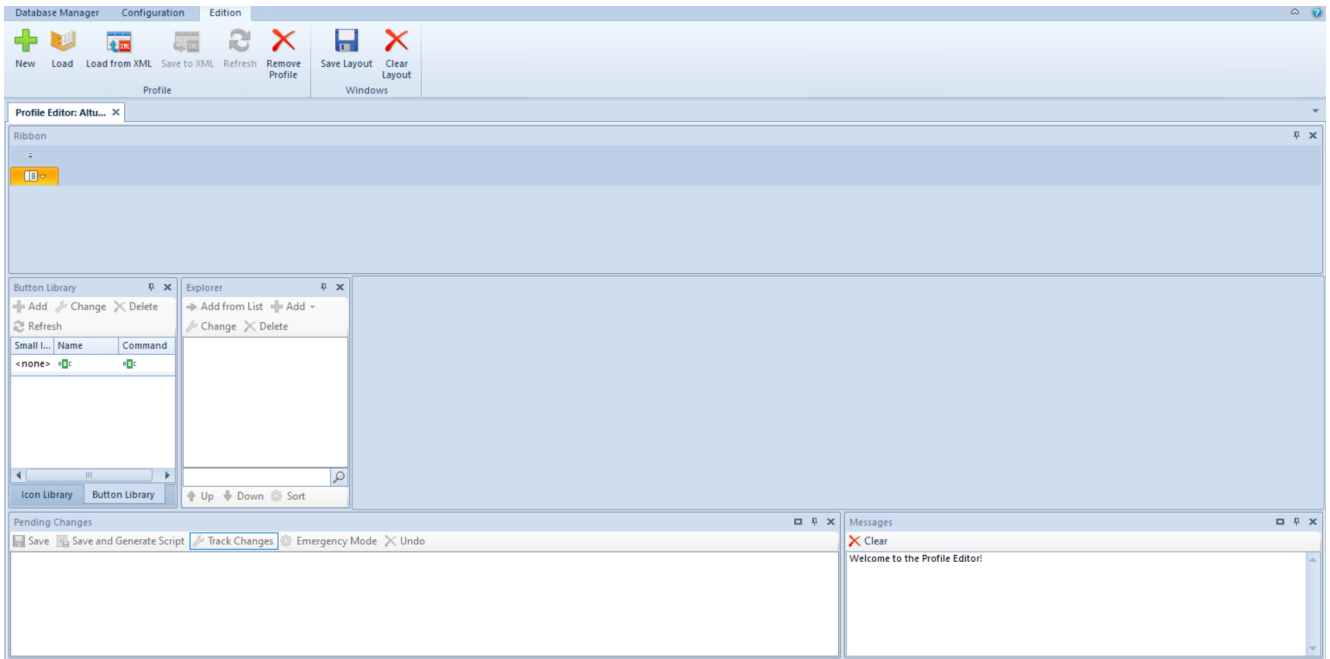 Database Manager Configuration Edition
New Load Load from XML Save to XML Refresh Remove Profile Save Layout Clear Layout
Profile Windows
Profile Editor: Altu...
Ribbon
Button Library Explorer
Add Change Delete Add from List Add
Refresh Change Delete
Small I... Name Command
<none>
Icon Library Button Library Up Down Sort
Pending Changes Messages
Save Save and Generate Script Track Changes Emergency Mode Undo Clear
Welcome to the Profile Editor!